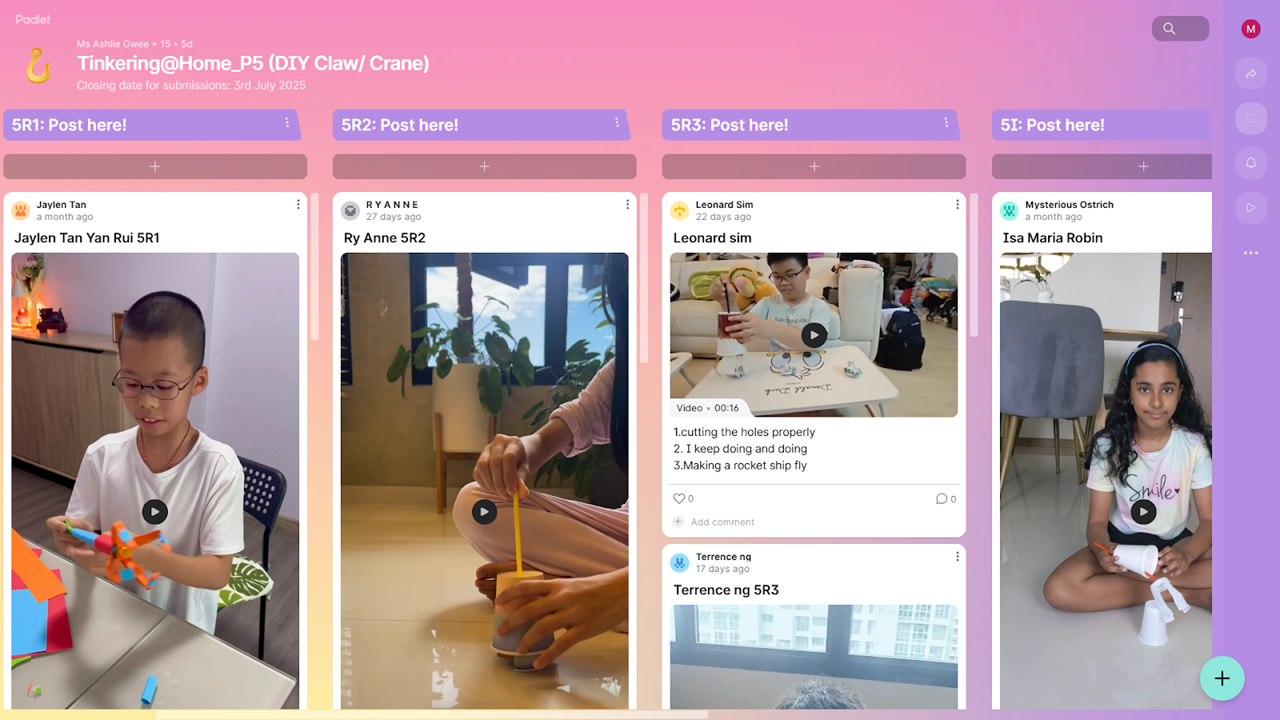 Padlet
Ms Ashlie Gwee + 15 • 5d
Tinkering@Home_P5 (DIY Claw/ Crane)
Closing date for submissions: 3rd July 2025
M
5R1: Post here!
5R2: Post here!
5R3: Post here!
5I: Post here!
Jaylen Tan
a month ago
Jaylen Tan Yan Rui 5R1
R Y A N N E
27 days ago
Ry Anne 5R2
Leonard Sim
22 days ago
Leonard sim
Donald Duck
Video • 00:16
1.cutting the holes properly
2. I keep doing and doing
3.Making a rocket ship fly
0
0
Add comment
Terrence ng
17 days ago
Terrence ng 5R3
Mysterious Ostrich
a month ago
Isa Maria Robin
Smile